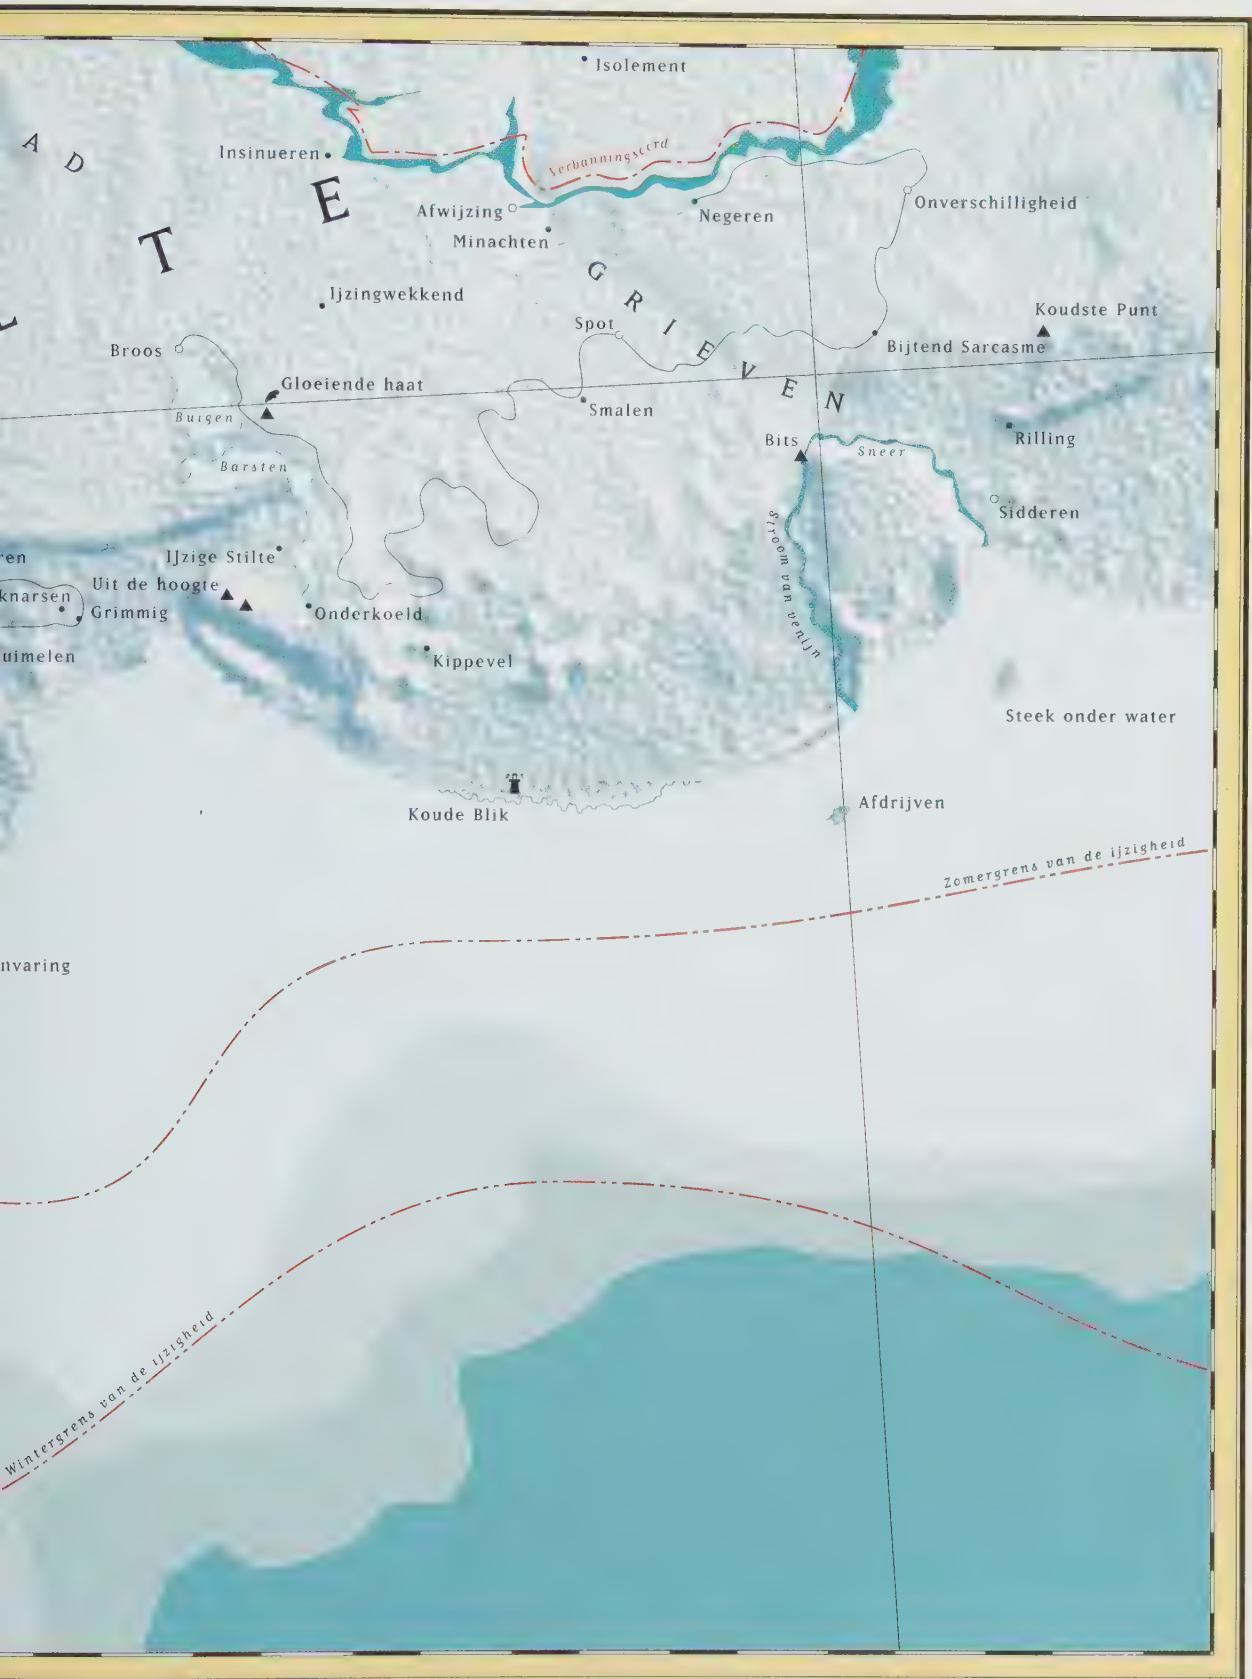 Isolement
A D
Insinueren
Verbanningsoord
T E
Afwijzing
Negeren
Onverschilligheid
Minachten
GRIEVEN
Ijzingwekkend
Koudste Punt
Spot
Broos
Bijtend Sarcasme
Gloeiende haat
Buigen
Smalen
Bits
Sneer
Rilling
Barsten
Sidderen
Stroom van venijn
IJzige Stilte
ren
Uit de hoogte
knarsen
Grimmig
Onderkoeld
uimelen
Kippevel
Steek onder water
Koude Blik
Afdrijven
Zomergrens van de ijzigheid
nvaring
Wintergrens van de ijzigheid